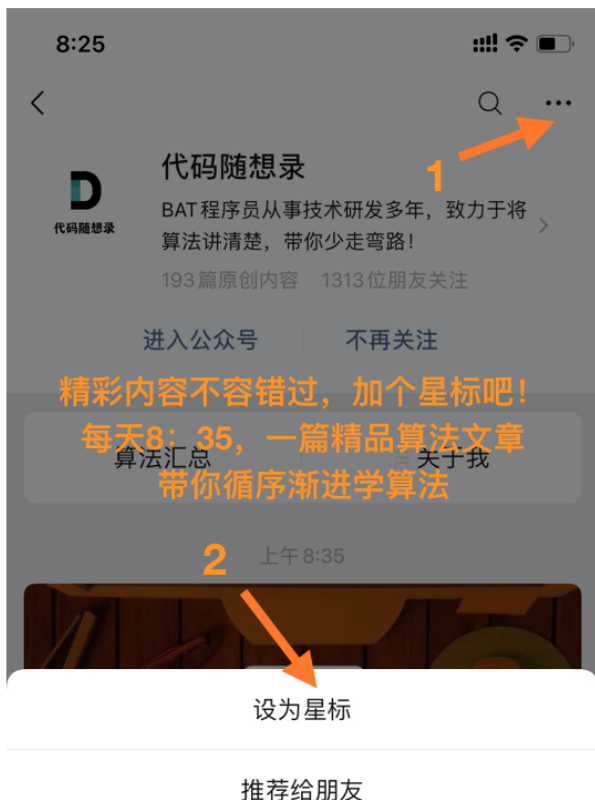 8:25
1
代码随想录
代码随想录
BAT程序员从事技术研发多年，致力于将
算法讲清楚，带你少走弯路！
193篇原创内容 1313位朋友关注
进入公众号 不再关注
精彩内容不容错过，加个星标吧！
每天8：35，一篇精品算法文章
算法汇总 关于我
带你循序渐进学算法
上午8:35
2
设为星标
推荐给朋友